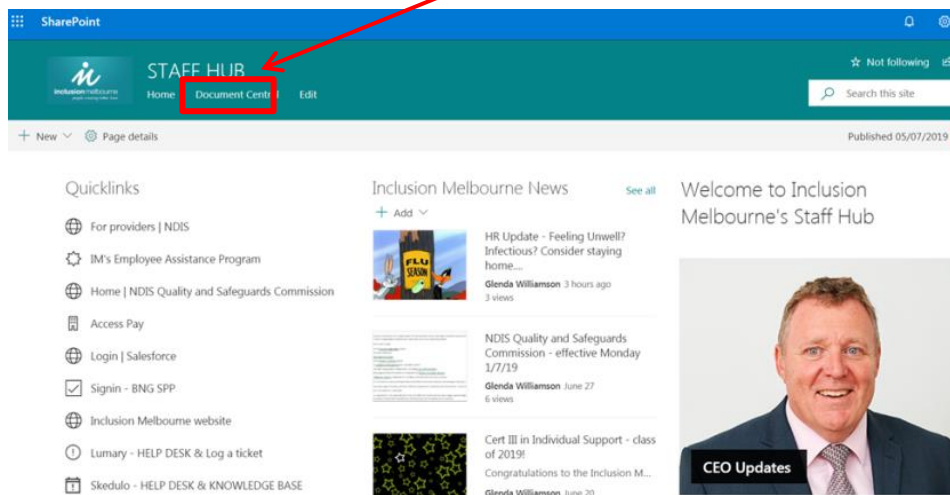 SharePoint
inclusion melbourne
STAFF HUB
Home Document Central Edit
Not following
Search this site
New Page details
Published 05/07/2019
Quicklinks
For providers | NDIS
IM's Employee Assistance Program
Home | NDIS Quality and Safeguards Commission
Access Pay
Login | Salesforce
Signin - BNG SPP
Inclusion Melbourne website
Lumary - HELP DESK & Log a ticket
Skedulo - HELP DESK & KNOWLEDGE BASE
Inclusion Melbourne News See all
Add
FLU
SEASON
HR Update - Feeling Unwell?
Infectious? Consider staying
home....
Glenda Williamson 3 hours ago
3 views
NDIS Quality and Safeguards
Commission - effective Monday
1/7/19
Glenda Williamson June 27
6 views
Cert III in Individual Support - class
of 2019!
Congratulations to the Inclusion M...
Glenda Williamson June 20
Welcome to Inclusion
Melbourne's Staff Hub
CEO Updates